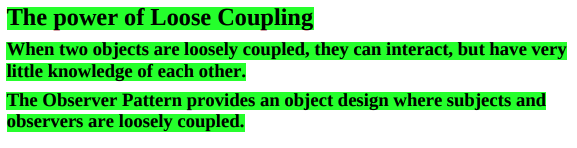 The power of Loose Coupling
When two objects are loosely coupled, they can interact, but have very
little knowledge of each other.
The Observer Pattern provides an object design where subjects and
observers are loosely coupled.